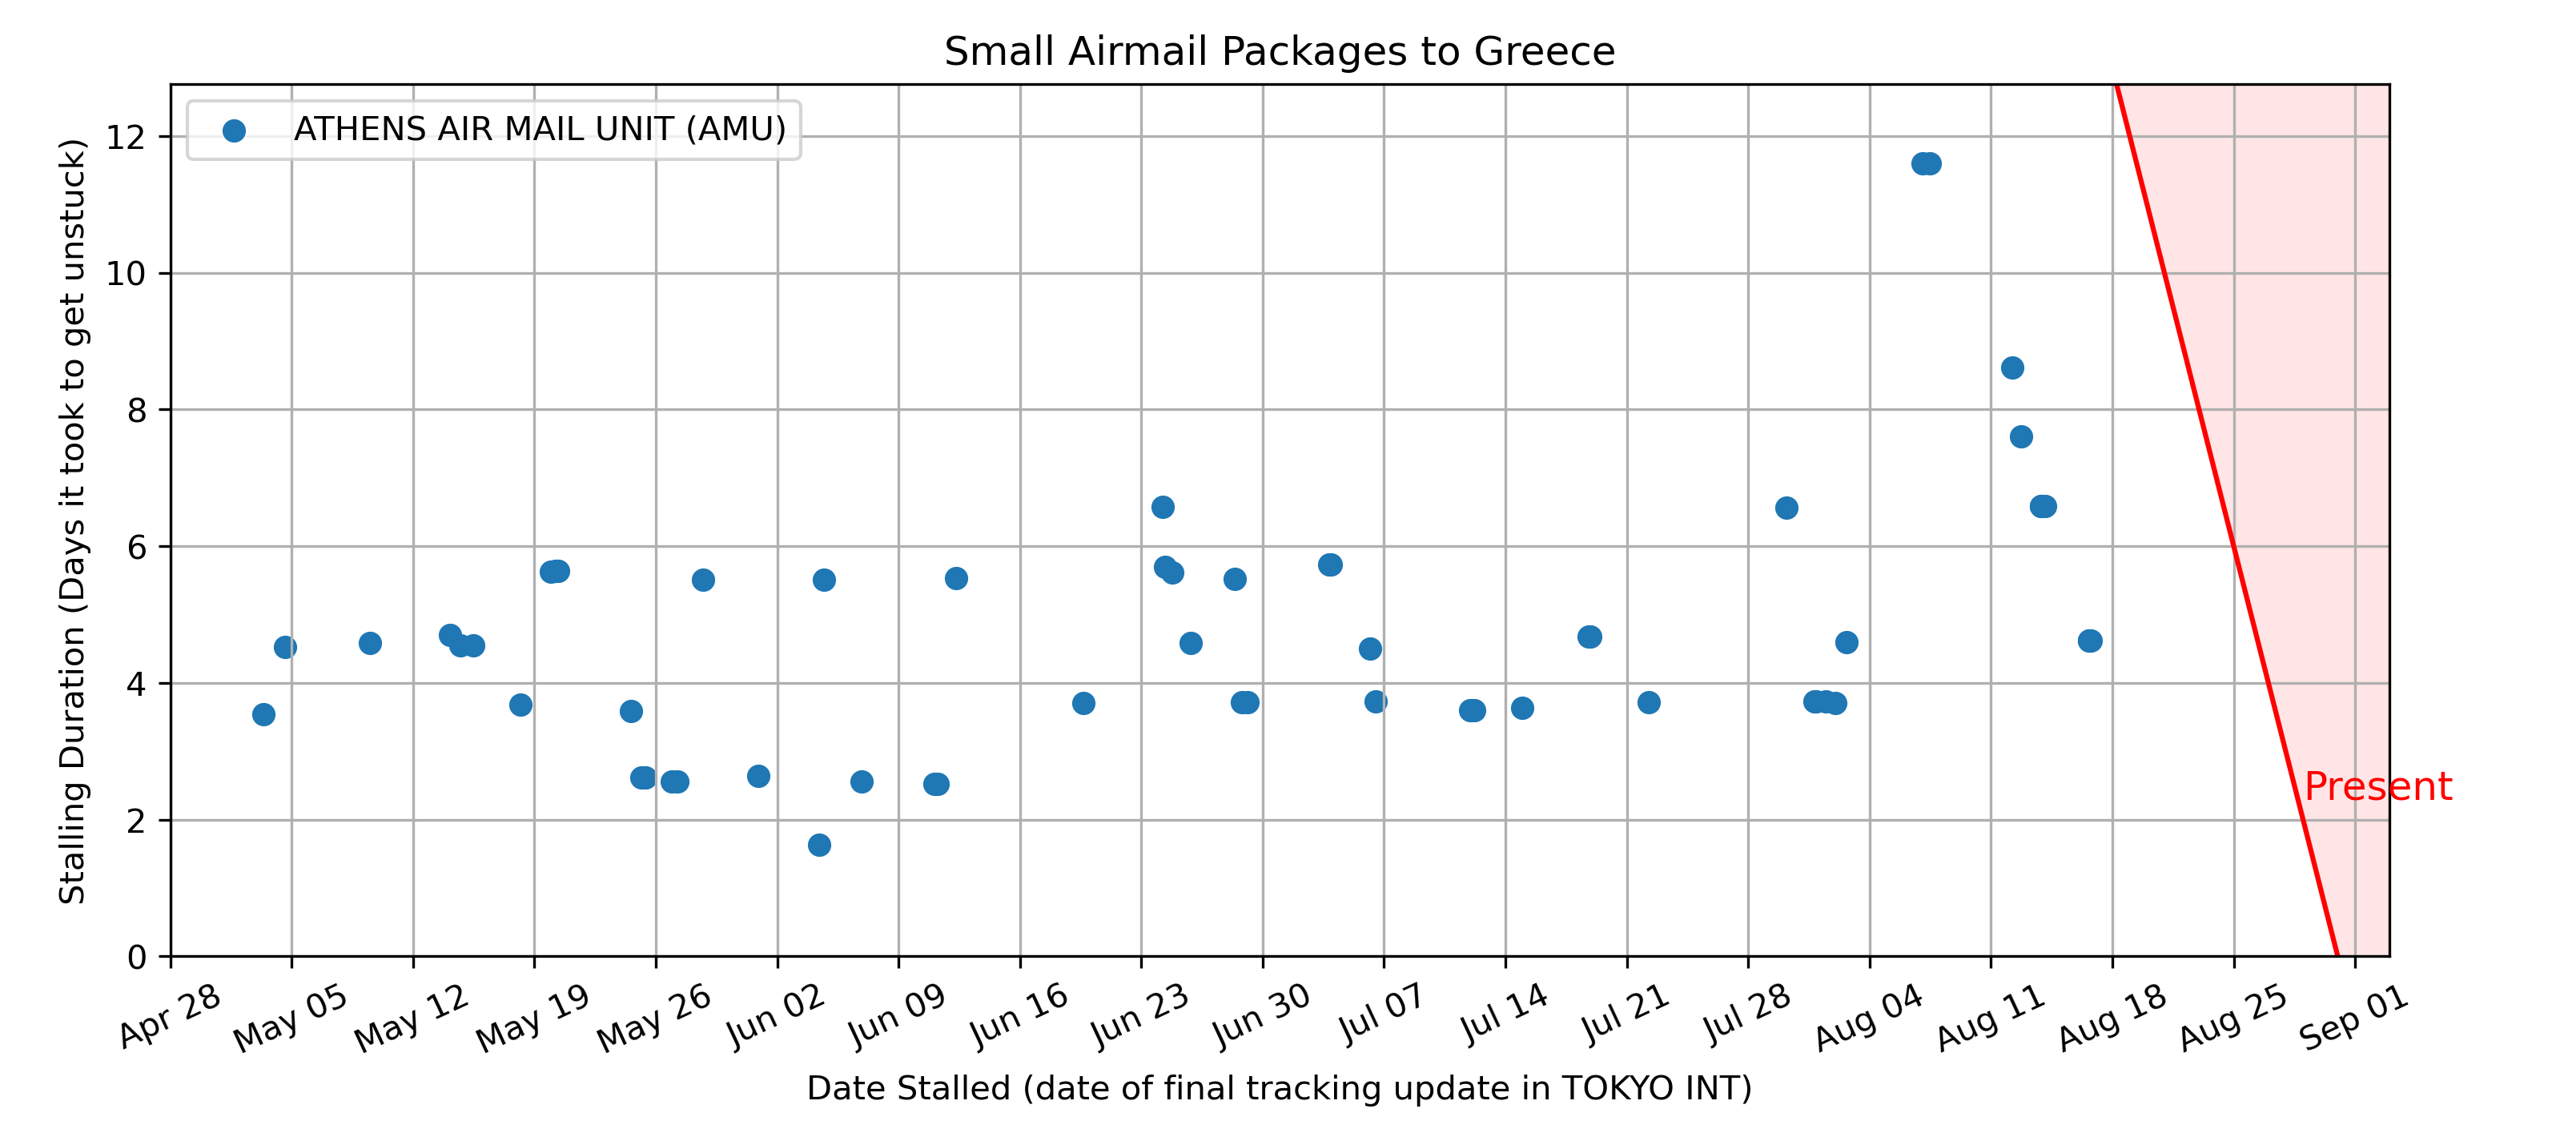 Small Airmail Packages to Greece
ATHENS AIR MAIL UNIT (AMU)
Stalling Duration (Days it took to get unstuck)
12
10
8
6
4
2
0
Present
Apr 28
May 05
May 12
May 19
May 26
Jun 02
Jun 09
Jun 16
Jun 23
Jun 30
Jul 07
Jul 14
Jul 21
Jul 28
Aug 04
Aug 11
Aug 18
Aug 25
Sep 01
Date Stalled (date of final tracking update in TOKYO INT)